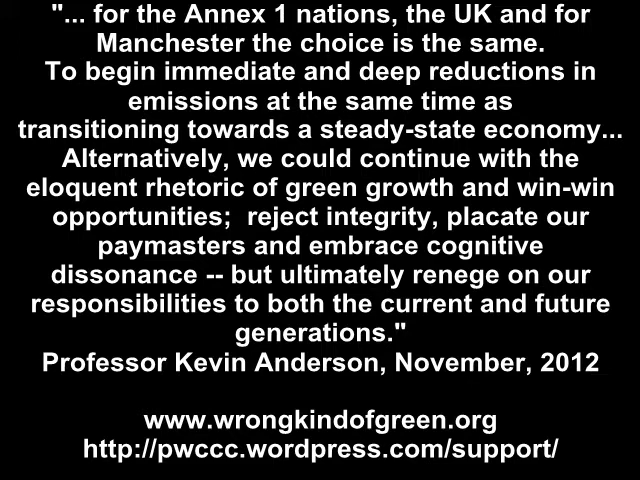 "... for the Annex 1 nations, the UK and for
Manchester the choice is the same.
To begin immediate and deep reductions in
emissions at the same time as
transitioning towards a steady-state economy...
Alternatively, we could continue with the
eloquent rhetoric of green growth and win-win
opportunities;  reject integrity, placate our
paymasters and embrace cognitive
dissonance -- but ultimately renege on our
responsibilities to both the current and future
generations."
Professor Kevin Anderson, November, 2012
www.wrongkindofgreen.org
http://pwccc.wordpress.com/support/